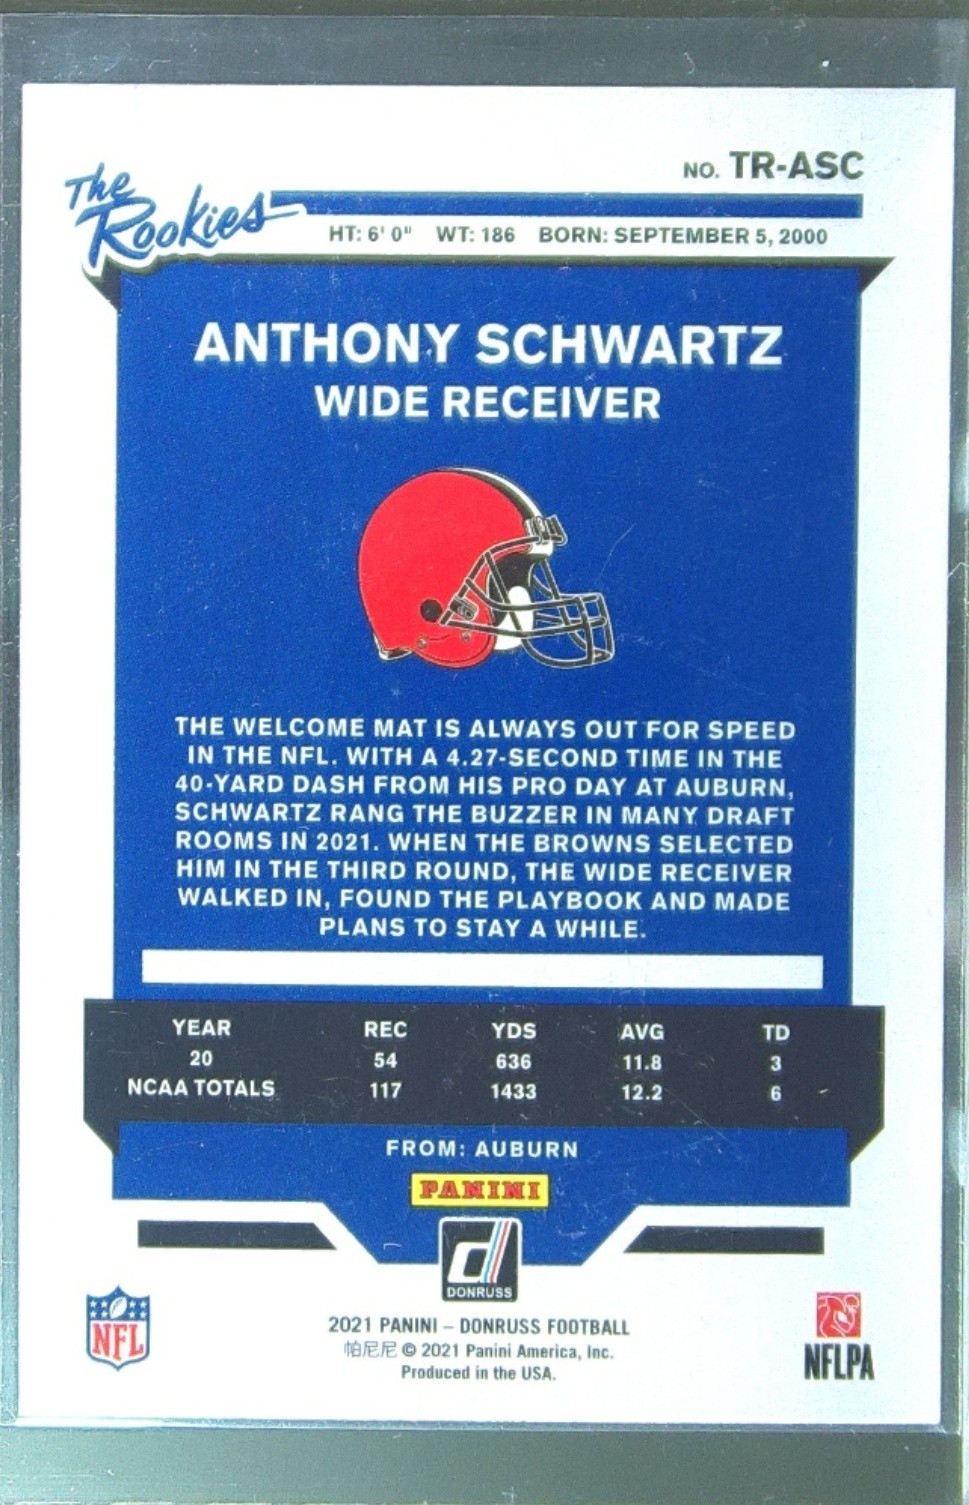 NO. TR-ASC
The
Rookies
HT: 6' 0" WT: 186 BORN: SEPTEMBER 5, 2000
ANTHONY SCHWARTZ
WIDE RECEIVER
THE WELCOME MAT IS ALWAYS OUT FOR SPEED
IN THE NFL. WITH A 4.27-SECOND TIME IN THE
40-YARD DASH FROM HIS PRO DAY AT AUBURN,
SCHWARTZ RANG THE BUZZER IN MANY DRAFT
ROOMS IN 2021. WHEN THE BROWNS SELECTED
HIM IN THE THIRD ROUND, THE WIDE RECEIVER
WALKED IN, FOUND THE PLAYBOOK AND MADE
PLANS TO STAY A WHILE.
YEAR REC YDS AVG TD
20 54 636 11.8 3
NCAA TOTALS 117 1433 12.2 6
FROM: AUBURN
PANINI
d
DONRUSS
NFL
2021 PANINI – DONRUSS FOOTBALL
帕尼尼 © 2021 Panini America, Inc.
Produced in the USA.
NFLPA